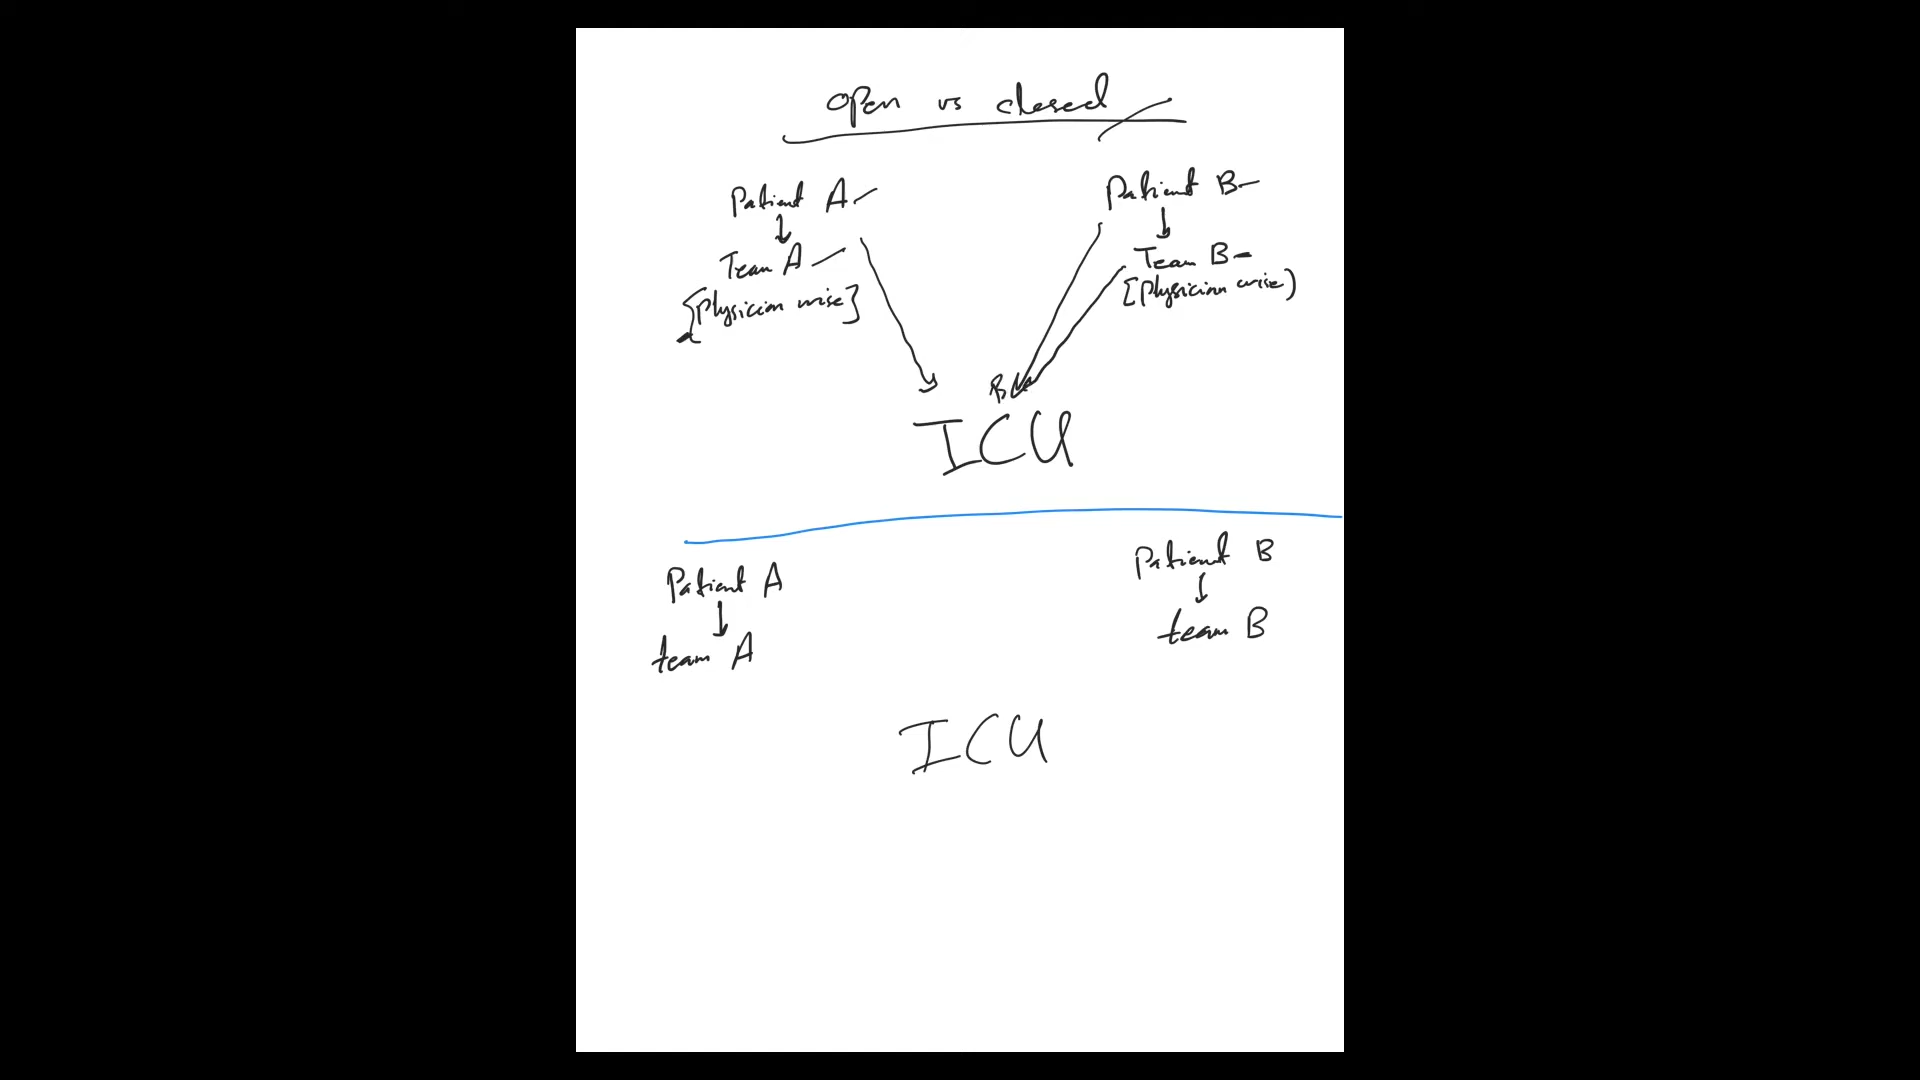 open vs closed
Patient A
Team A
[physician wise]
Patient B
Team B
[physician wise)
B
ICU
Patient A
team A
Patient B
team B
ICU